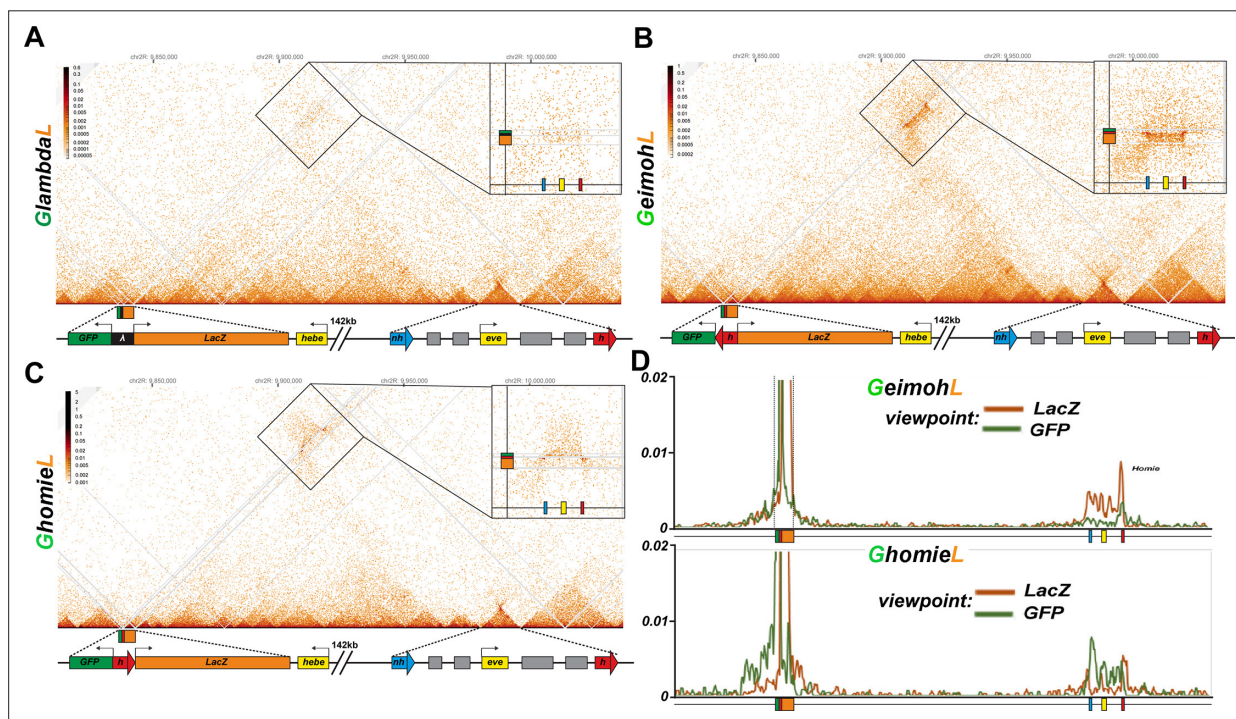 A
chr2R: 9,850,000
chr2R: 9,900,000
chr2R: 9,950,000
chr2R: 10,000,000
0.6
0.3
0.1
0.05
0.02
0.01
0.005
0.002
0.001
0.0005
0.0002
0.0001
0.00005
GlambdaL
142kb
GFP
λ
LacZ
hebe
nh
eve
h
B
chr2R: 9,850,000
chr2R: 9,900,000
chr2R: 9,950,000
chr2R: 10,000,000
1
0.5
0.2
0.1
0.05
0.02
0.01
0.005
0.002
0.001
0.0005
0.0002
GeimohL
142kb
GFP
h
LacZ
hebe
nh
eve
h
C
chr2R: 9,850,000
chr2R: 9,900,000
chr2R: 9,950,000
chr2R: 10,000,000
5
2
1
0.5
0.2
0.1
0.05
0.02
0.01
0.005
0.002
0.001
GhomieL
142kb
GFP
h
LacZ
hebe
nh
eve
h
D
0.02
GeimohL
viewpoint:
LacZ
GFP
0.01
Homie
0
0.02
GhomieL
viewpoint:
LacZ
GFP
0.01
0